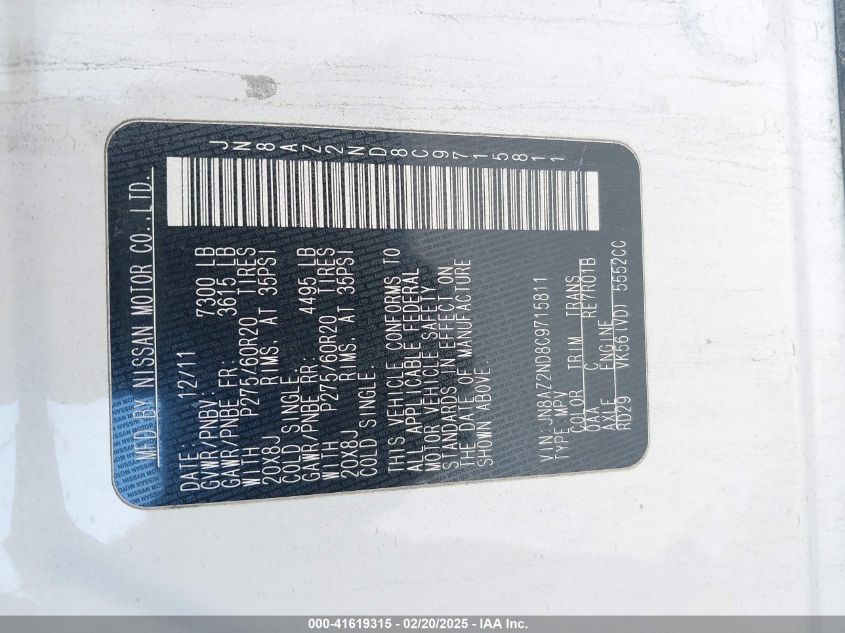 MFD BY NISSAN MOTOR CO.,LTD.
JN8AZ2ND8C9715811
DATE: 12/11
GVWR/PNBV: 7300 LB
GAWR/PNBE FR: 3615 LB
WITH P275/60R20 TIRES
20X8J RIMS, AT 35PSI
COLD SINGLE.
GAWR/PNBE RR: 4495 LB
WITH P275/60R20 TIRES
20X8J RIMS, AT 35PSI
COLD SINGLE.
THIS VEHICLE CONFORMS TO
ALL APPLICABLE FEDERAL
MOTOR VEHICLE SAFETY
STANDARDS IN EFFECT ON
THE DATE OF MANUFACTURE
SHOWN ABOVE
VIN:JN8AZ2ND8C9715811
TYPE:MPV
COLOR TRIM TRANS
QAA C RE7R01B
AXLE ENGINE
RD29 VK56(VD) 5552CC
000-41619315 - 02/20/2025 - IAA Inc.